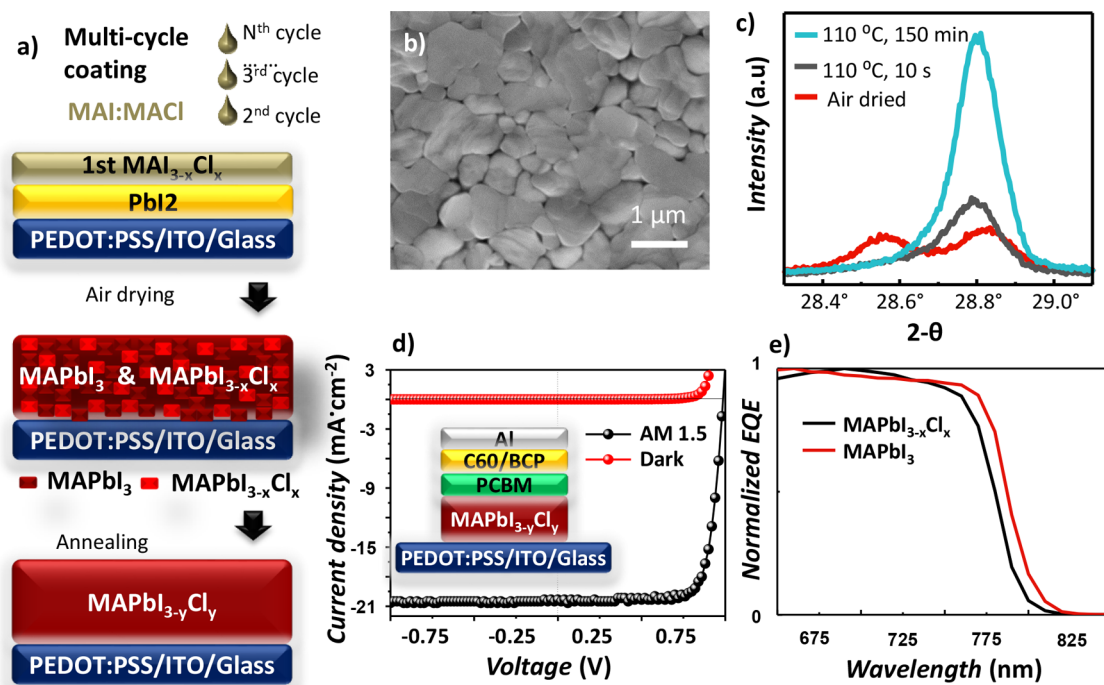 a)
Multi-cycle
coating
MAI:MACl
Nth cycle
3rd cycle
2nd cycle
1st MAI3-xClx
PbI2
PEDOT:PSS/ITO/Glass
Air drying
MAPbI3 & MAPbI3-xClx
PEDOT:PSS/ITO/Glass
MAPbI3 MAPbI3-xClx
Annealing
MAPbI3-yCly
PEDOT:PSS/ITO/Glass
b)
1 µm
c)
Intensity (a.u)
110 ⁰C, 150 min
110 ⁰C, 10 s
Air dried
28.4° 28.6° 28.8° 29.0°
2-θ
d)
Current density (mA·cm-2)
3
-3
-9
-15
-21
AM 1.5
Dark
Al
C60/BCP
PCBM
MAPbI3-yCly
PEDOT:PSS/ITO/Glass
-0.75 -0.25 0.25 0.75
Voltage (V)
e)
Normalized EQE
1
0
MAPbI3-xClx
MAPbI3
675 725 775 825
Wavelength (nm)